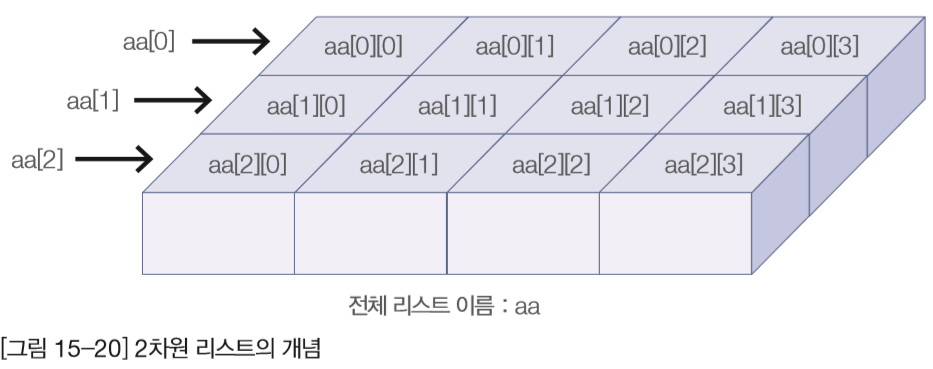 aa[0] aa[0][0] aa[0][1] aa[0][2] aa[0][3]
aa[1] aa[1][0] aa[1][1] aa[1][2] aa[1][3]
aa[2] aa[2][0] aa[2][1] aa[2][2] aa[2][3]
전체 리스트 이름 : aa
[그림 15-20] 2차원 리스트의 개념